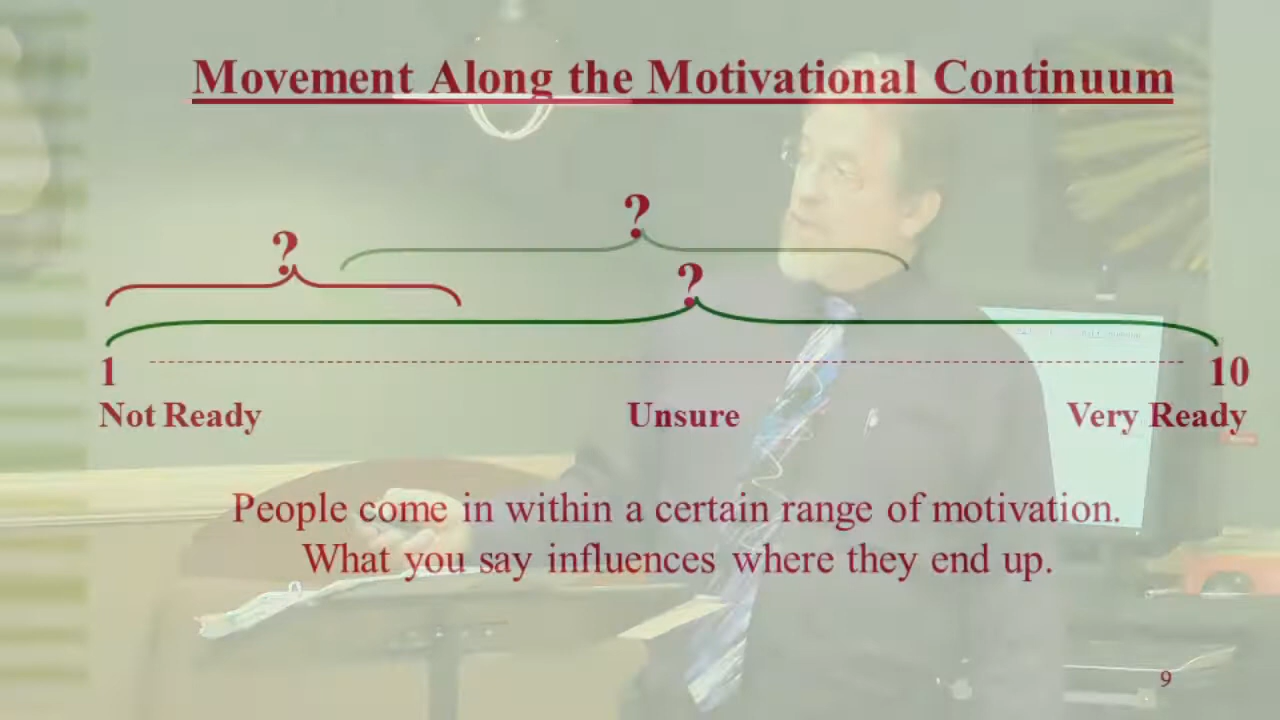 Movement Along the Motivational Continuum
?
?
?
1
10
Not Ready
Unsure
Very Ready
People come in within a certain range of motivation.
What you say influences where they end up.
9